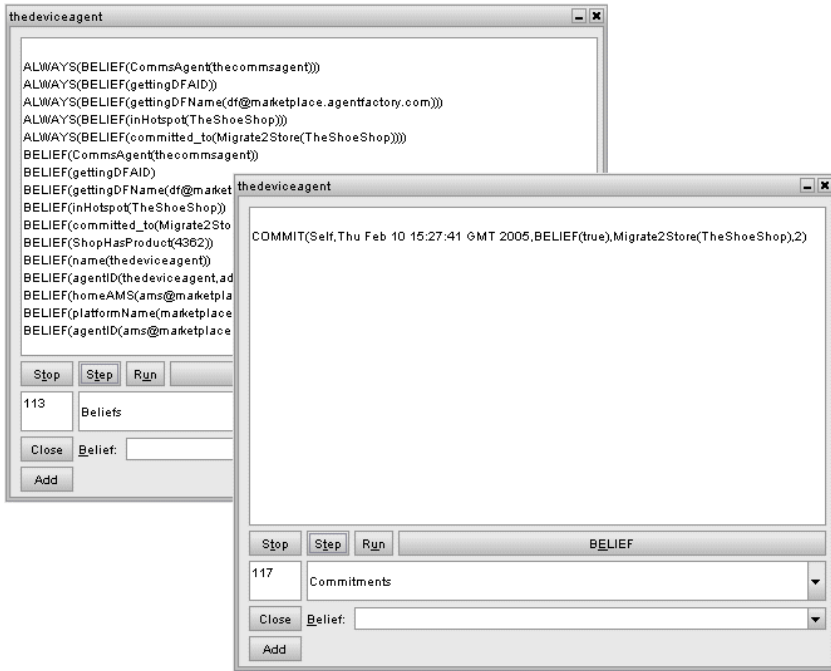 thedeviceagent
ALWAYS(BELIEF(CommsAgent(thecommsagent)))
ALWAYS(BELIEF(gettingDFAID))
ALWAYS(BELIEF(gettingDFName(df@marketplace.agentfactory.com)))
ALWAYS(BELIEF(inHotspot(TheShoeShop)))
ALWAYS(BELIEF(committed_to(Migrate2Store(TheShoeShop))))
BELIEF(CommsAgent(thecommsagent))
BELIEF(gettingDFAID)
BELIEF(gettingDFName(df@market
BELIEF(inHotspot(TheShoeShop))
BELIEF(committed_to(Migrate2Sto
BELIEF(ShopHasProduct(4362))
BELIEF(name(thedeviceagent))
BELIEF(agentID(thedeviceagent,ad
BELIEF(homeAMS(ams@marketpla
BELIEF(platformName(marketplace
BELIEF(agentID(ams@marketplace
Stop Step Run
113 Beliefs
Close Belief:
Add
thedeviceagent
COMMIT(Self,Thu Feb 10 15:27:41 GMT 2005,BELIEF(true),Migrate2Store(TheShoeShop),2)
Stop Step Run BELIEF
117 Commitments
Close Belief:
Add